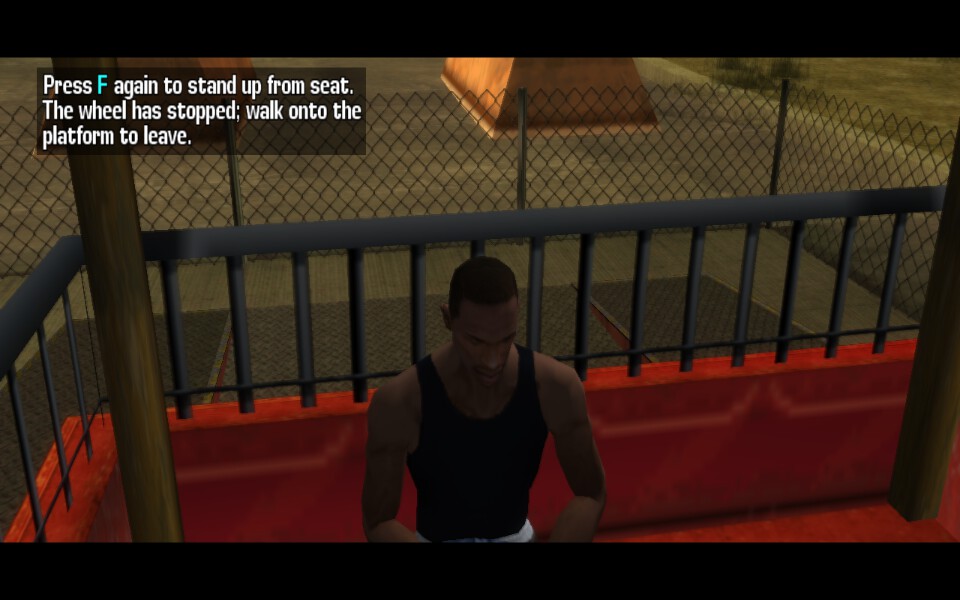 Press F again to stand up from seat.
The wheel has stopped; walk onto the
platform to leave.